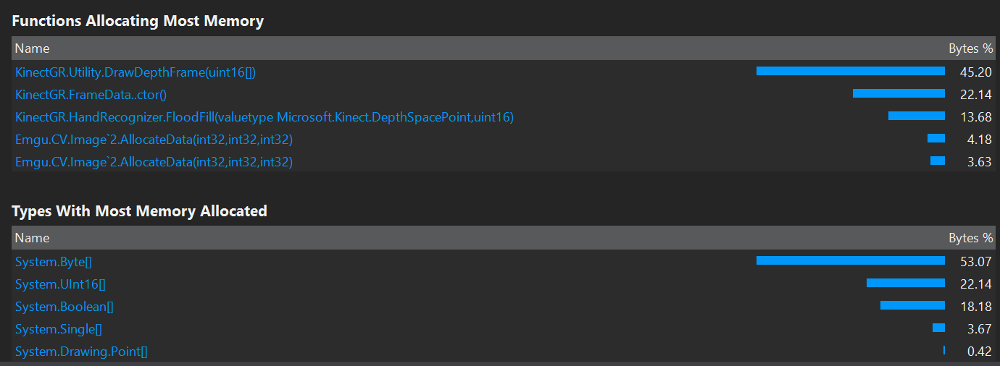 Functions Allocating Most Memory
Name Bytes %
KinectGR.Utility.DrawDepthFrame(uint16[]) 45.20
KinectGR.FrameData..ctor() 22.14
KinectGR.HandRecognizer.FloodFill(valuetype Microsoft.Kinect.DepthSpacePoint,uint16) 13.68
Emgu.CV.Image`2.AllocateData(int32,int32,int32) 4.18
Emgu.CV.Image`2.AllocateData(int32,int32,int32) 3.63
Types With Most Memory Allocated
Name Bytes %
System.Byte[] 53.07
System.UInt16[] 22.14
System.Boolean[] 18.18
System.Single[] 3.67
System.Drawing.Point[] 0.42